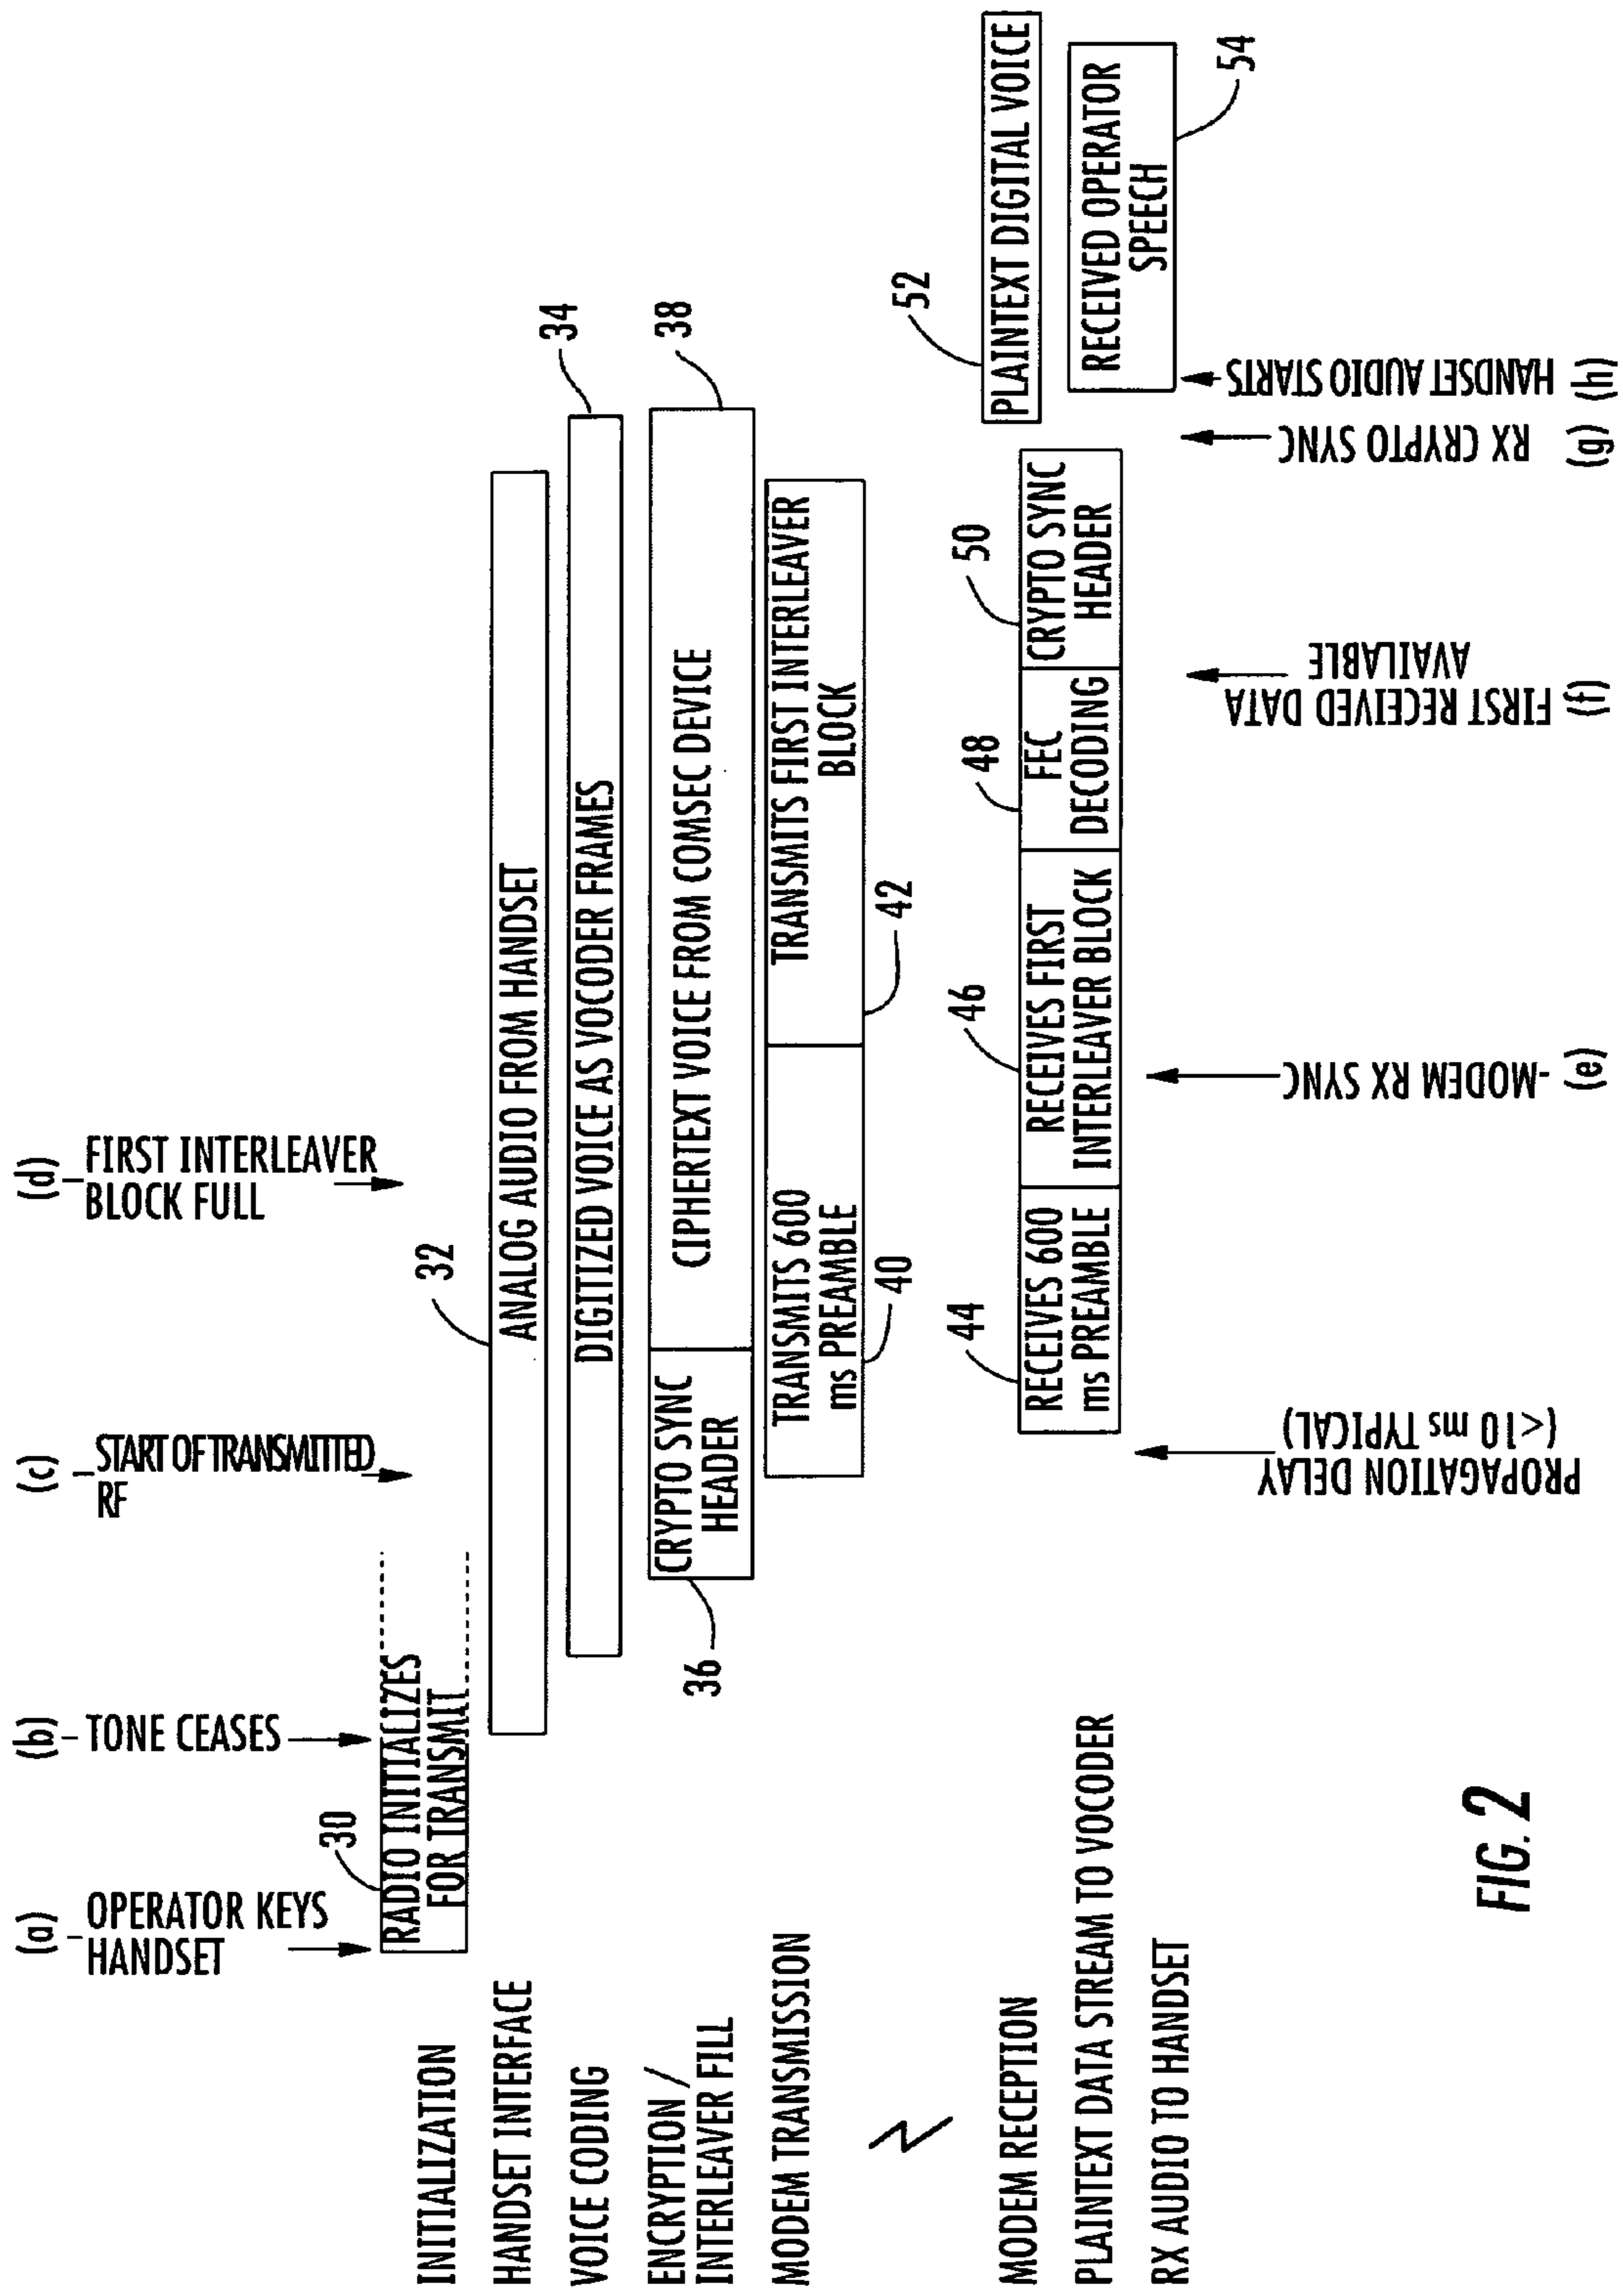 (a)
OPERATOR KEYS
HANDSET
(b)
TONE CEASES
(c)
START OF TRANSMITTED
RF
(d)
FIRST INTERLEAVER
BLOCK FULL
INITIALIZATION
30
RADIO INITIALIZES
FOR TRANSMIT
HANDSET INTERFACE
32
ANALOG AUDIO FROM HANDSET
VOICE CODING
DIGITIZED VOICE AS VOCODER FRAMES
34
ENCRYPTION /
INTERLEAVER FILL
36
CRYPTO SYNC
HEADER
CIPHERTEXT VOICE FROM COMSEC DEVICE
38
MODEM TRANSMISSION
TRANSMITS 600
ms PREAMBLE
40
TRANSMITS FIRST INTERLEAVER
BLOCK
42
MODEM RECEPTION
44
RECEIVES 600
ms PREAMBLE
46
RECEIVES FIRST
INTERLEAVER BLOCK
48
FEC
DECODING
50
CRYPTO SYNC
HEADER
PLAINTEXT DATA STREAM TO VOCODER
52
PLAINTEXT DIGITAL VOICE
RX AUDIO TO HANDSET
RECEIVED OPERATOR
SPEECH
54
PROPAGATION DELAY
(<10 ms TYPICAL)
MODEM RX SYNC
(e)
FIRST RECEIVED DATA
AVAILABLE
(f)
RX CRYPTO SYNC
(g)
HANDSET AUDIO STARTS
(h)
FIG. 2